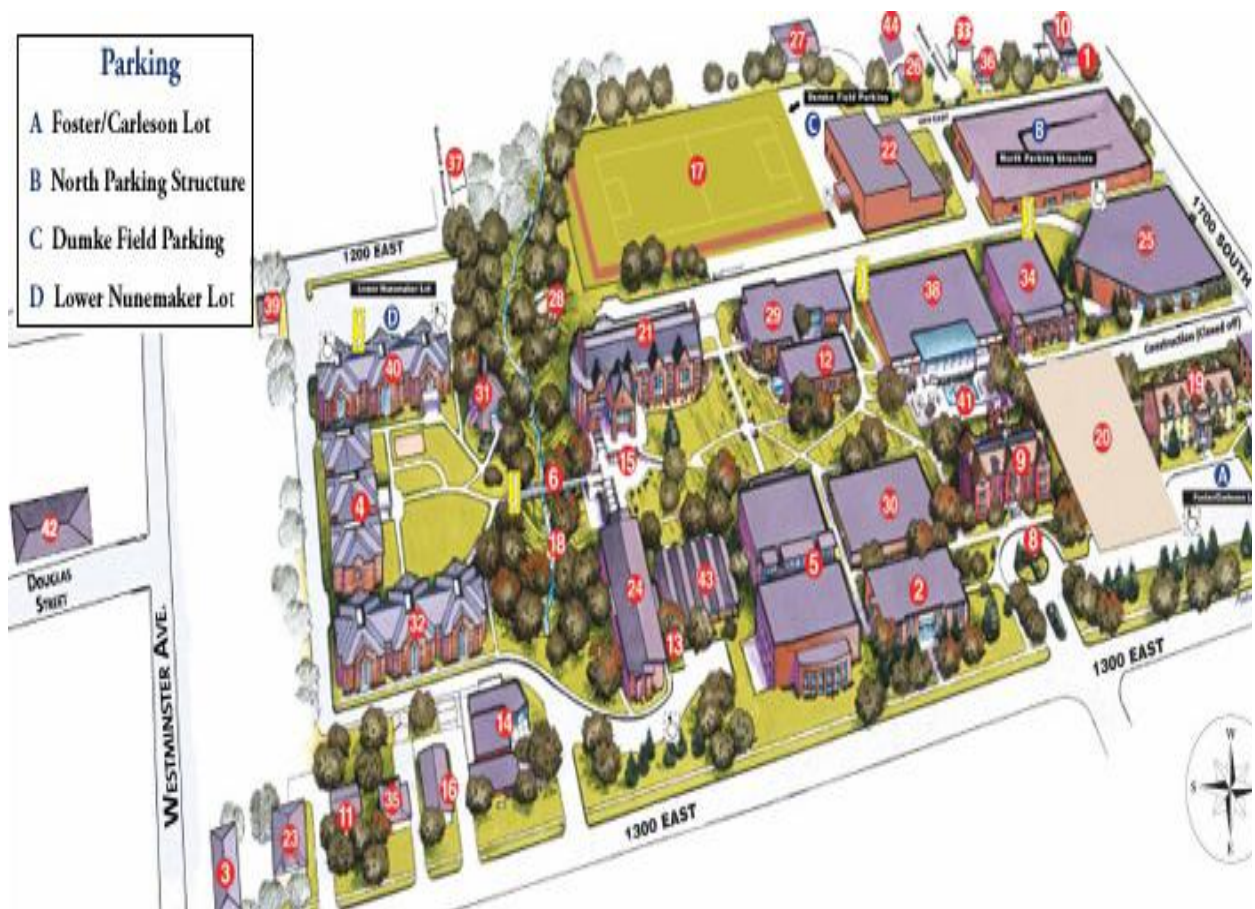 Parking
A Foster/Carleson Lot
B North Parking Structure
C Dumke Field Parking
D Lower Nunemaker Lot
27
44
33
10
36
1
26
Dumke Field Parking
C
22
B
North Parking Structure
17
37
1200 EAST
1700 SOUTH
25
39
Lower Nunemaker Lot
D
28
38
34
29
21
12
Construction (Closed off)
40
31
41
19
20
15
9
A
6
4
30
42
18
8
5
DOUGLAS
STREET
43
2
24
32
13
1300 EAST
WESTMINSTER AVE.
14
16
35
11
23
3
1300 EAST
W
S